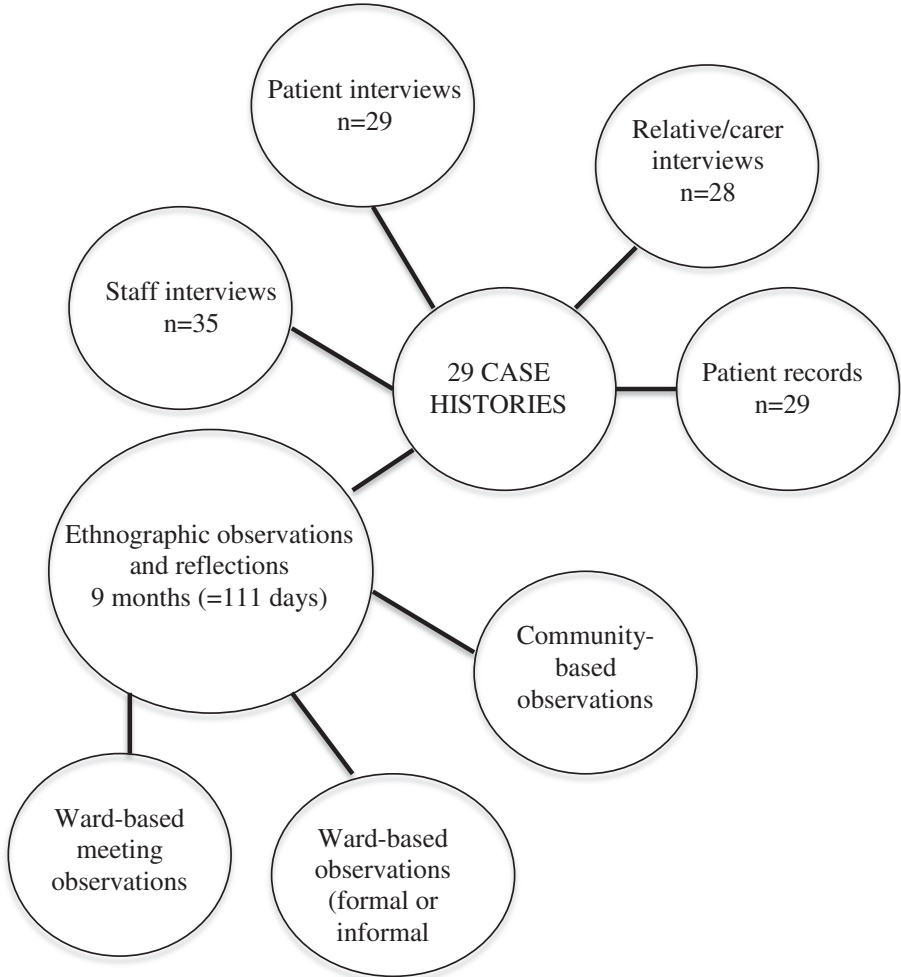 Patient interviews
n=29
Relative/carer
interviews
n=28
Staff interviews
n=35
29 CASE
HISTORIES
Patient records
n=29
Ethnographic observations
and reflections
9 months (=111 days)
Community-
based
observations
Ward-based
meeting
observations
Ward-based
observations
(formal or
informal